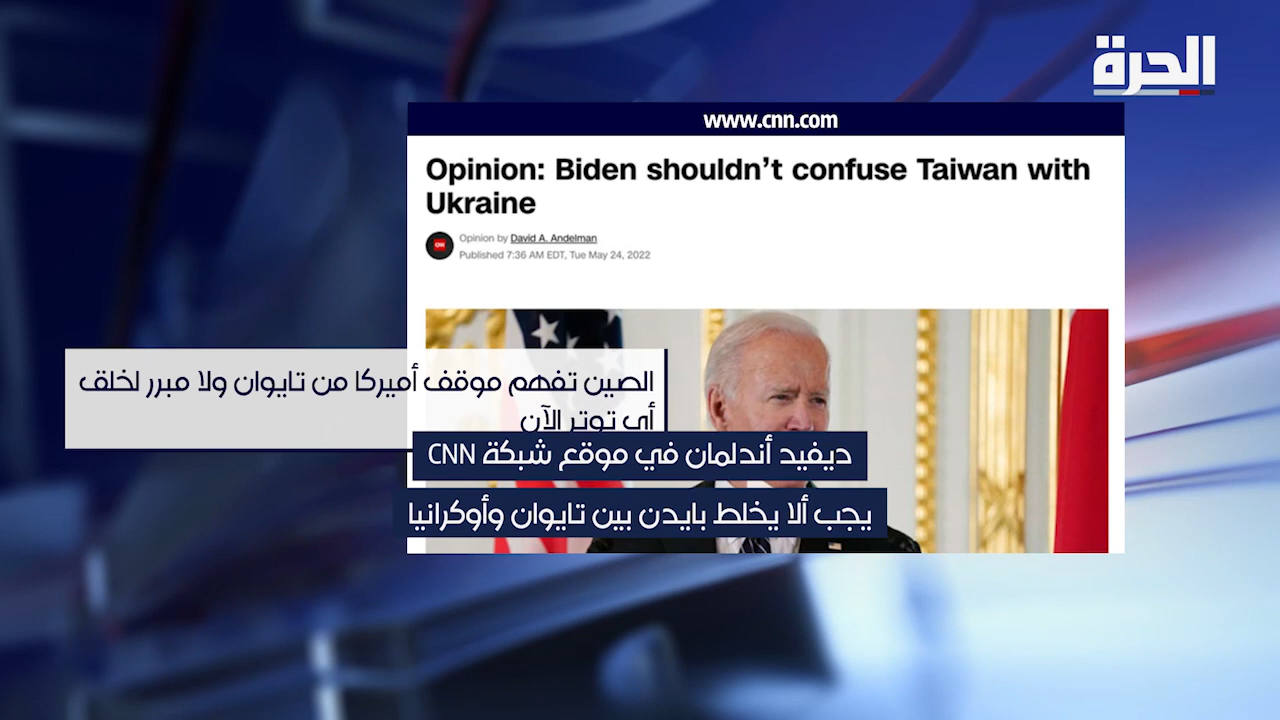 الحرة
www.cnn.com
Opinion: Biden shouldn't confuse Taiwan with
Ukraine
CNN
Opinion by David A. Andelman
Published 7:36 AM EDT, Tue May 24, 2022
الصين تفهم موقف أميركا من تايوان ولا مبرر لخلق
أي توتر الآن
ديفيد أندلمان في موقع شبكة CNN
يجب ألا يخلط بايدن بين تايوان وأوكرانيا